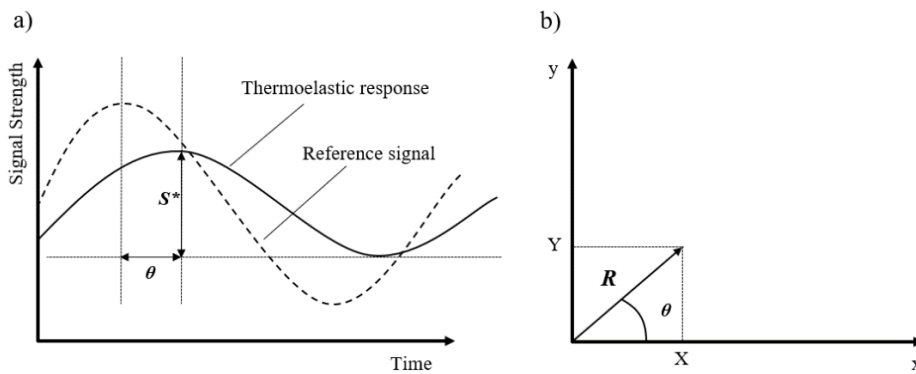 a)
Signal Strength
Thermoelastic response
Reference signal
S*
θ
Time
b)
y
Y
R
θ
X
x